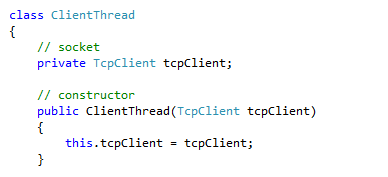 class ClientThread
{
    // socket
    private TcpClient tcpClient;

    // constructor
    public ClientThread(TcpClient tcpClient)
    {
        this.tcpClient = tcpClient;
    }